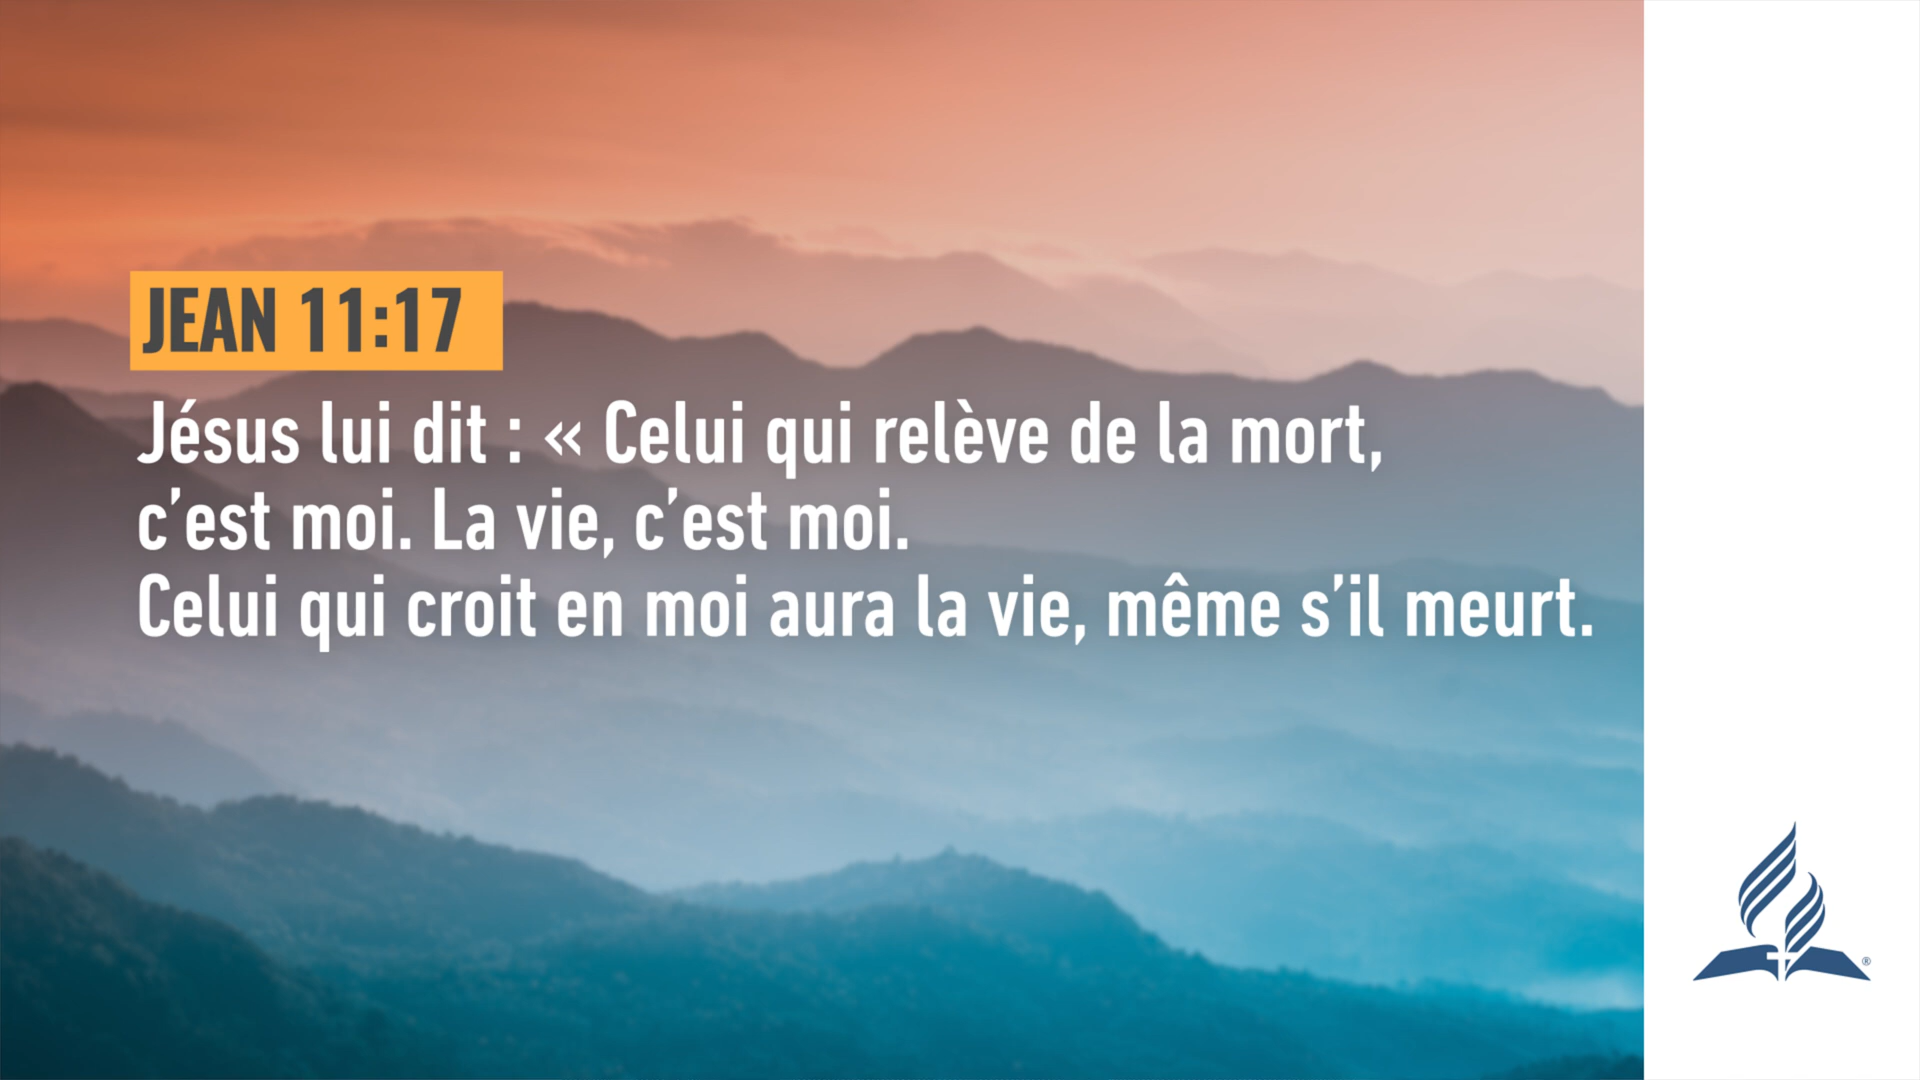 JEAN 11:17
Jésus lui dit : « Celui qui relève de la mort,
c’est moi. La vie, c’est moi.
Celui qui croit en moi aura la vie, même s’il meurt.
®